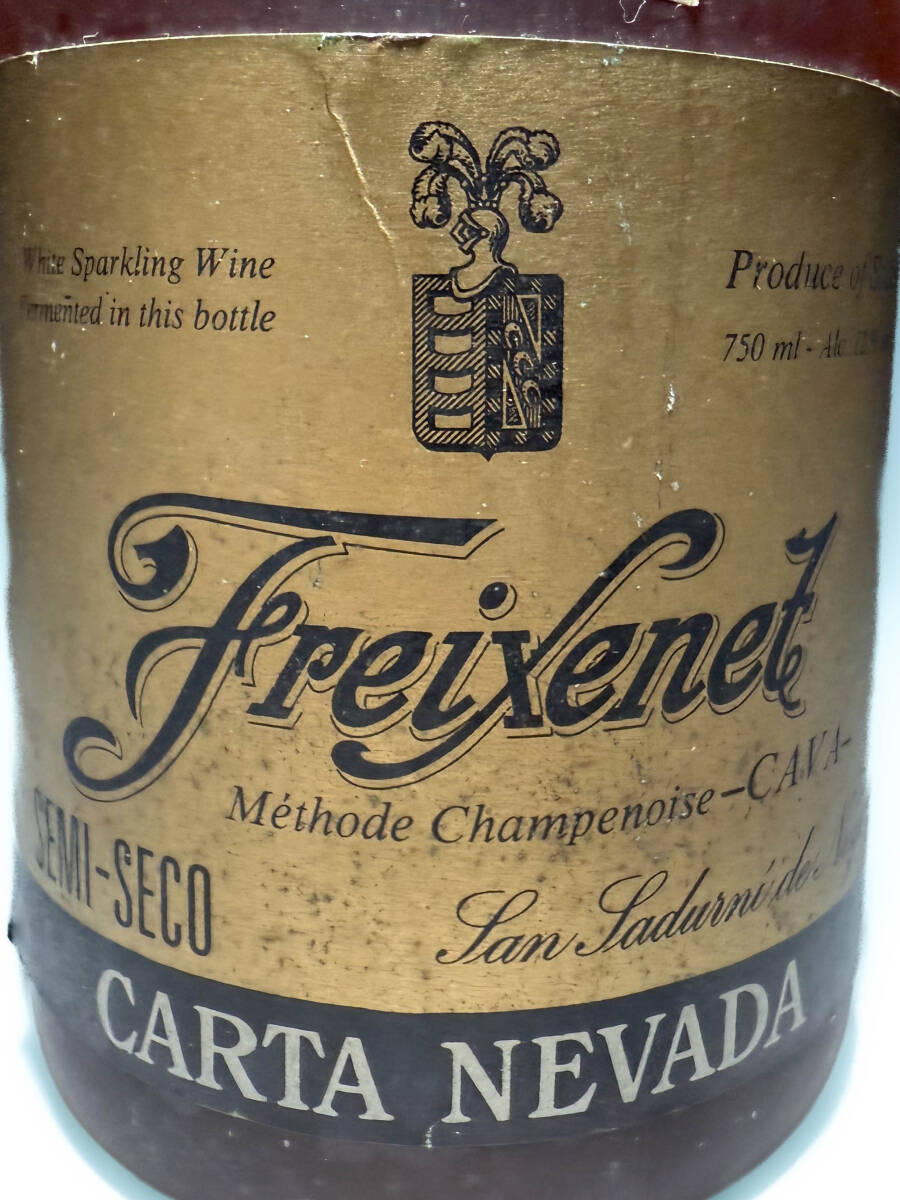 White Sparkling Wine
Fermented in this bottle
Produce of
750 ml - Alc.
Freixenet
Méthode Champenoise - CAVA -
SEMI-SECO
San Sadurní de
CARTA NEVADA